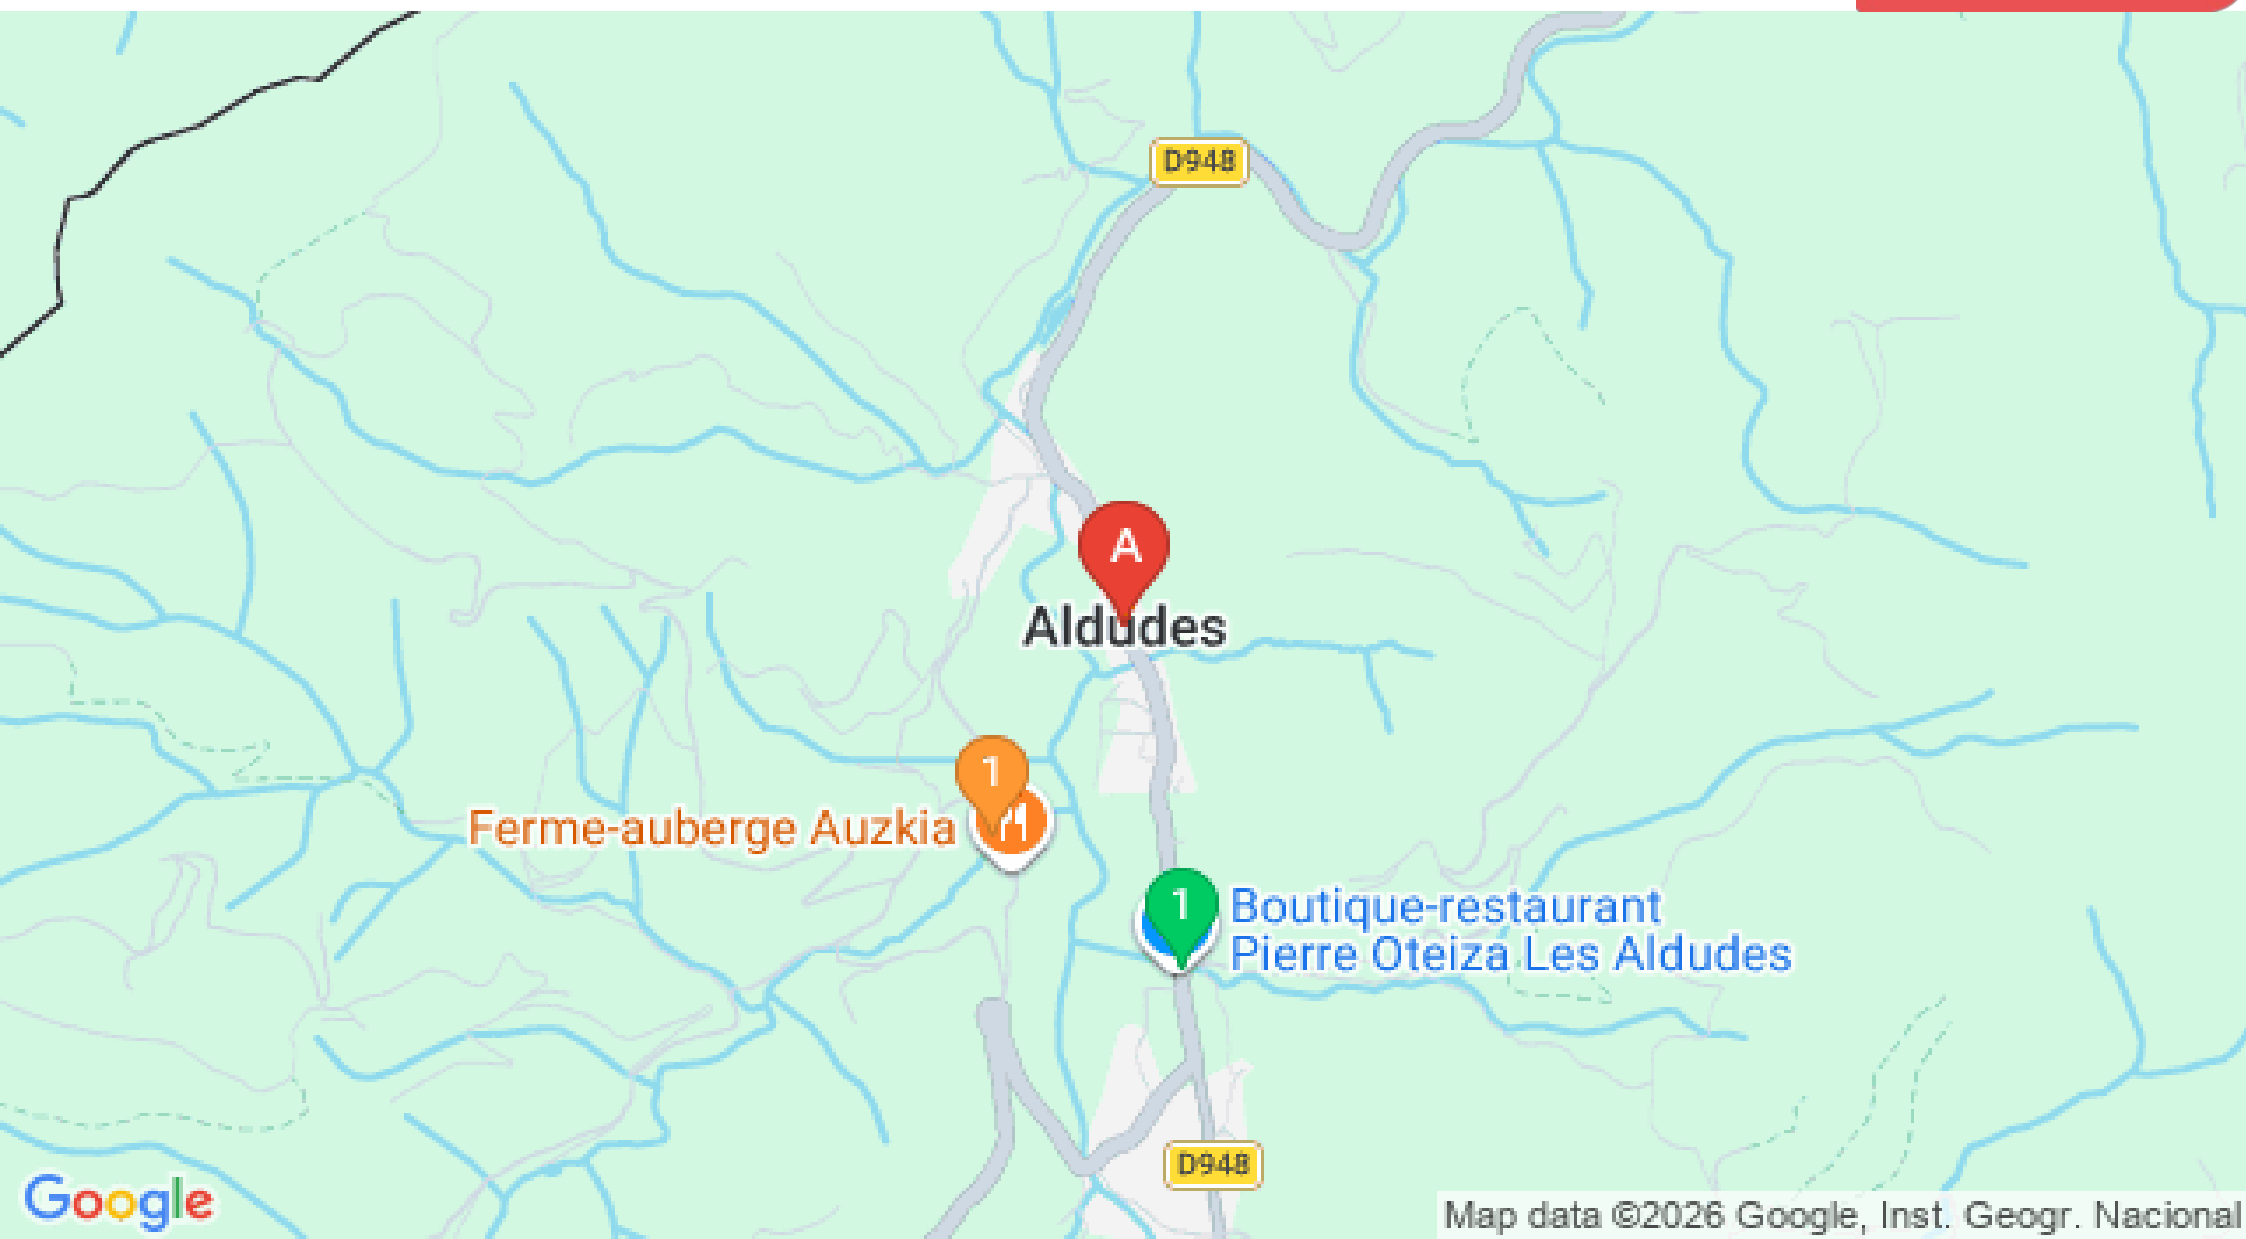 D948
A
Aldudes
1
Ferme-auberge Auzkia
1
Boutique-restaurant
Pierre Oteiza Les Aldudes
D948
Google
Map data ©2026 Google, Inst. Geogr. Nacional